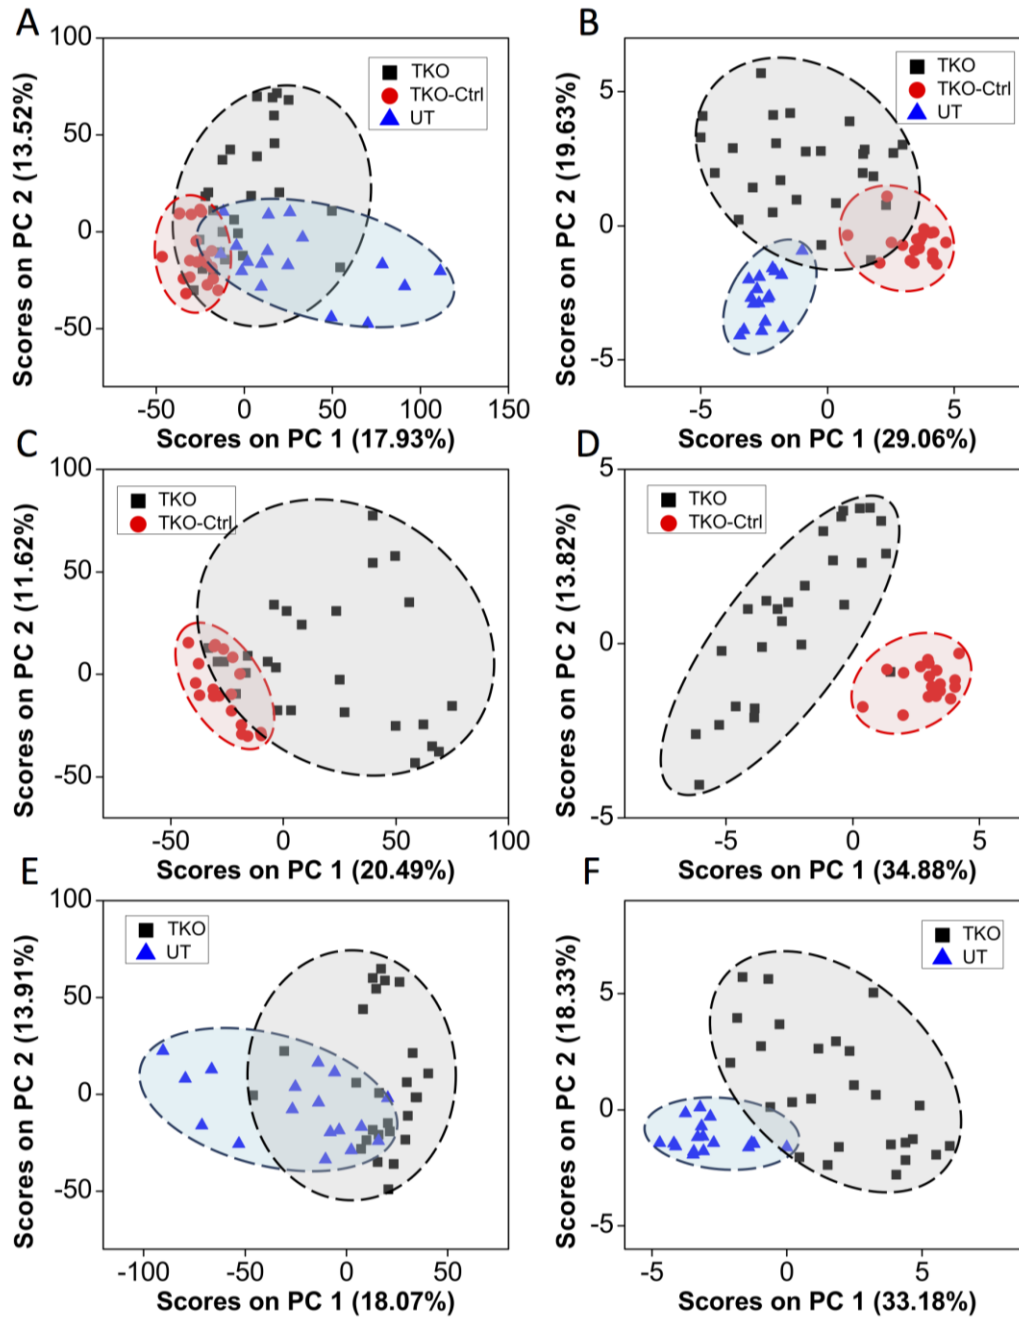 A
100
50
0
-50
-50
0
50
100
150
Scores on PC 2 (13.52%)
Scores on PC 1 (17.93%)
TKO
TKO-Ctrl
UT
B
5
0
-5
-5
0
5
Scores on PC 2 (19.63%)
Scores on PC 1 (29.06%)
TKO
TKO-Ctrl
UT
C
100
50
0
-50
-50
0
50
100
Scores on PC 2 (11.62%)
Scores on PC 1 (20.49%)
TKO
TKO-Ctrl
D
5
0
-5
-5
0
5
Scores on PC 2 (13.82%)
Scores on PC 1 (34.88%)
TKO
TKO-Ctrl
E
100
50
0
-50
-100
-50
0
50
Scores on PC 2 (13.91%)
Scores on PC 1 (18.07%)
TKO
UT
F
5
0
-5
-5
0
5
Scores on PC 2 (18.33%)
Scores on PC 1 (33.18%)
TKO
UT